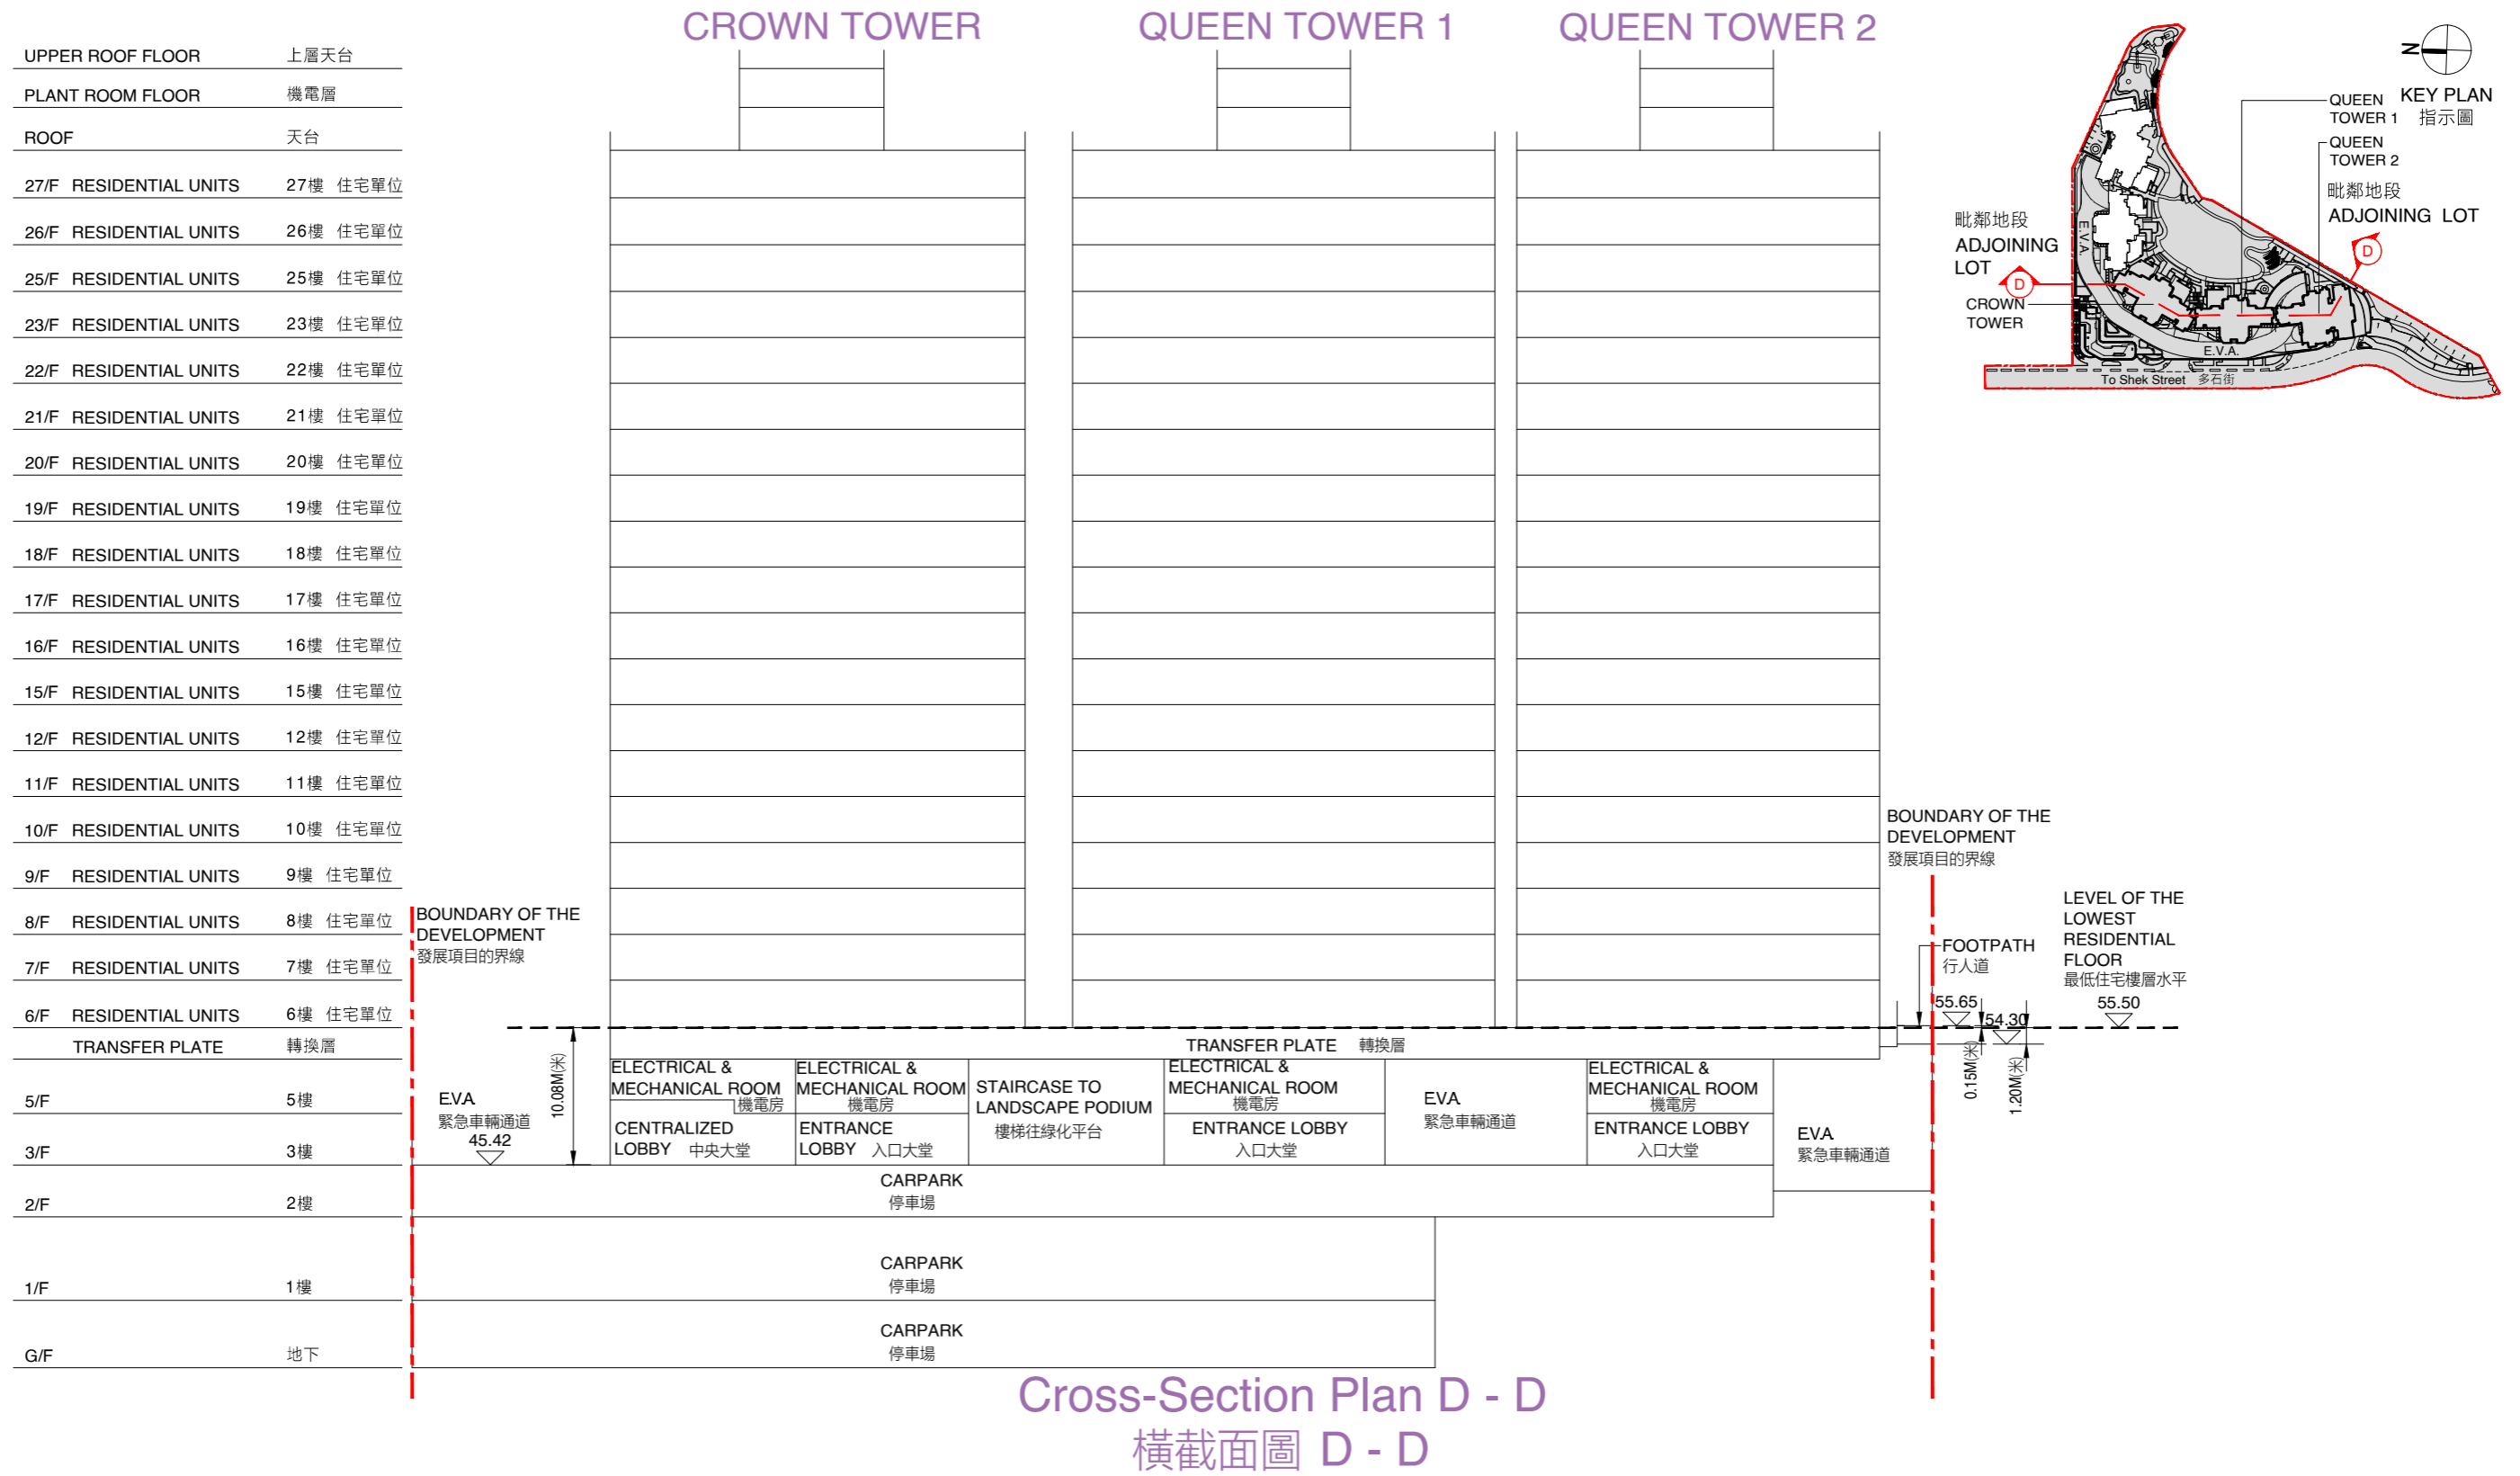 CROWN TOWER
QUEEN TOWER 1
QUEEN TOWER 2
UPPER ROOF FLOOR 上層天台
PLANT ROOM FLOOR 機電層
ROOF 天台
27/F RESIDENTIAL UNITS 27樓 住宅單位
26/F RESIDENTIAL UNITS 26樓 住宅單位
25/F RESIDENTIAL UNITS 25樓 住宅單位
23/F RESIDENTIAL UNITS 23樓 住宅單位
22/F RESIDENTIAL UNITS 22樓 住宅單位
21/F RESIDENTIAL UNITS 21樓 住宅單位
20/F RESIDENTIAL UNITS 20樓 住宅單位
19/F RESIDENTIAL UNITS 19樓 住宅單位
18/F RESIDENTIAL UNITS 18樓 住宅單位
17/F RESIDENTIAL UNITS 17樓 住宅單位
16/F RESIDENTIAL UNITS 16樓 住宅單位
15/F RESIDENTIAL UNITS 15樓 住宅單位
12/F RESIDENTIAL UNITS 12樓 住宅單位
11/F RESIDENTIAL UNITS 11樓 住宅單位
10/F RESIDENTIAL UNITS 10樓 住宅單位
9/F RESIDENTIAL UNITS 9樓 住宅單位
8/F RESIDENTIAL UNITS 8樓 住宅單位
7/F RESIDENTIAL UNITS 7樓 住宅單位
6/F RESIDENTIAL UNITS 6樓 住宅單位
TRANSFER PLATE 轉換層
5/F 5樓
3/F 3樓
2/F 2樓
1/F 1樓
G/F 地下
BOUNDARY OF THE
DEVELOPMENT
發展項目的界線
E.V.A.
緊急車輛通道
45.42
10.08M(米)
TRANSFER PLATE 轉換層
ELECTRICAL &
MECHANICAL ROOM
機電房
CENTRALIZED
LOBBY 中央大堂
ELECTRICAL &
MECHANICAL ROOM
機電房
ENTRANCE
LOBBY 入口大堂
STAIRCASE TO
LANDSCAPE PODIUM
樓梯往綠化平台
ELECTRICAL &
MECHANICAL ROOM
機電房
ENTRANCE LOBBY
入口大堂
E.V.A.
緊急車輛通道
ELECTRICAL &
MECHANICAL ROOM
機電房
ENTRANCE LOBBY
入口大堂
E.V.A.
緊急車輛通道
CARPARK
停車場
CARPARK
停車場
CARPARK
停車場
BOUNDARY OF THE
DEVELOPMENT
發展項目的界線
FOOTPATH
行人道
55.65
54.30
0.15M(米)
1.20M(米)
LEVEL OF THE
LOWEST
RESIDENTIAL
FLOOR
最低住宅樓層水平
55.50
N
KEY PLAN
指示圖
QUEEN
TOWER 1
QUEEN
TOWER 2
毗鄰地段
ADJOINING LOT
D
毗鄰地段
ADJOINING
LOT
D
CROWN
TOWER
E.V.A.
E.V.A.
To Shek Street 多石街
Cross-Section Plan D - D
橫截面圖 D - D